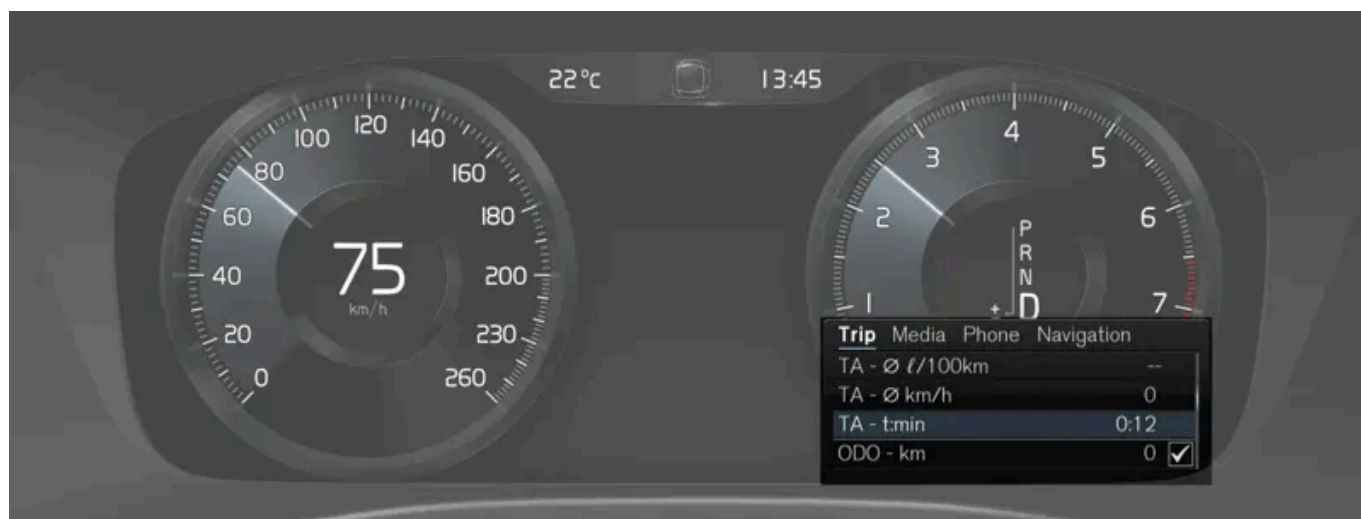 22°C 13:45
0 20 40 60 80 100 120 140 160 180 200 230 260
75
km/h
1 2 3 4 5 6 7
P
R
N
± D
Trip Media Phone Navigation
TA - Ø ℓ/100km --
TA - Ø km/h 0
TA - t:min 0:12
ODO - km 0